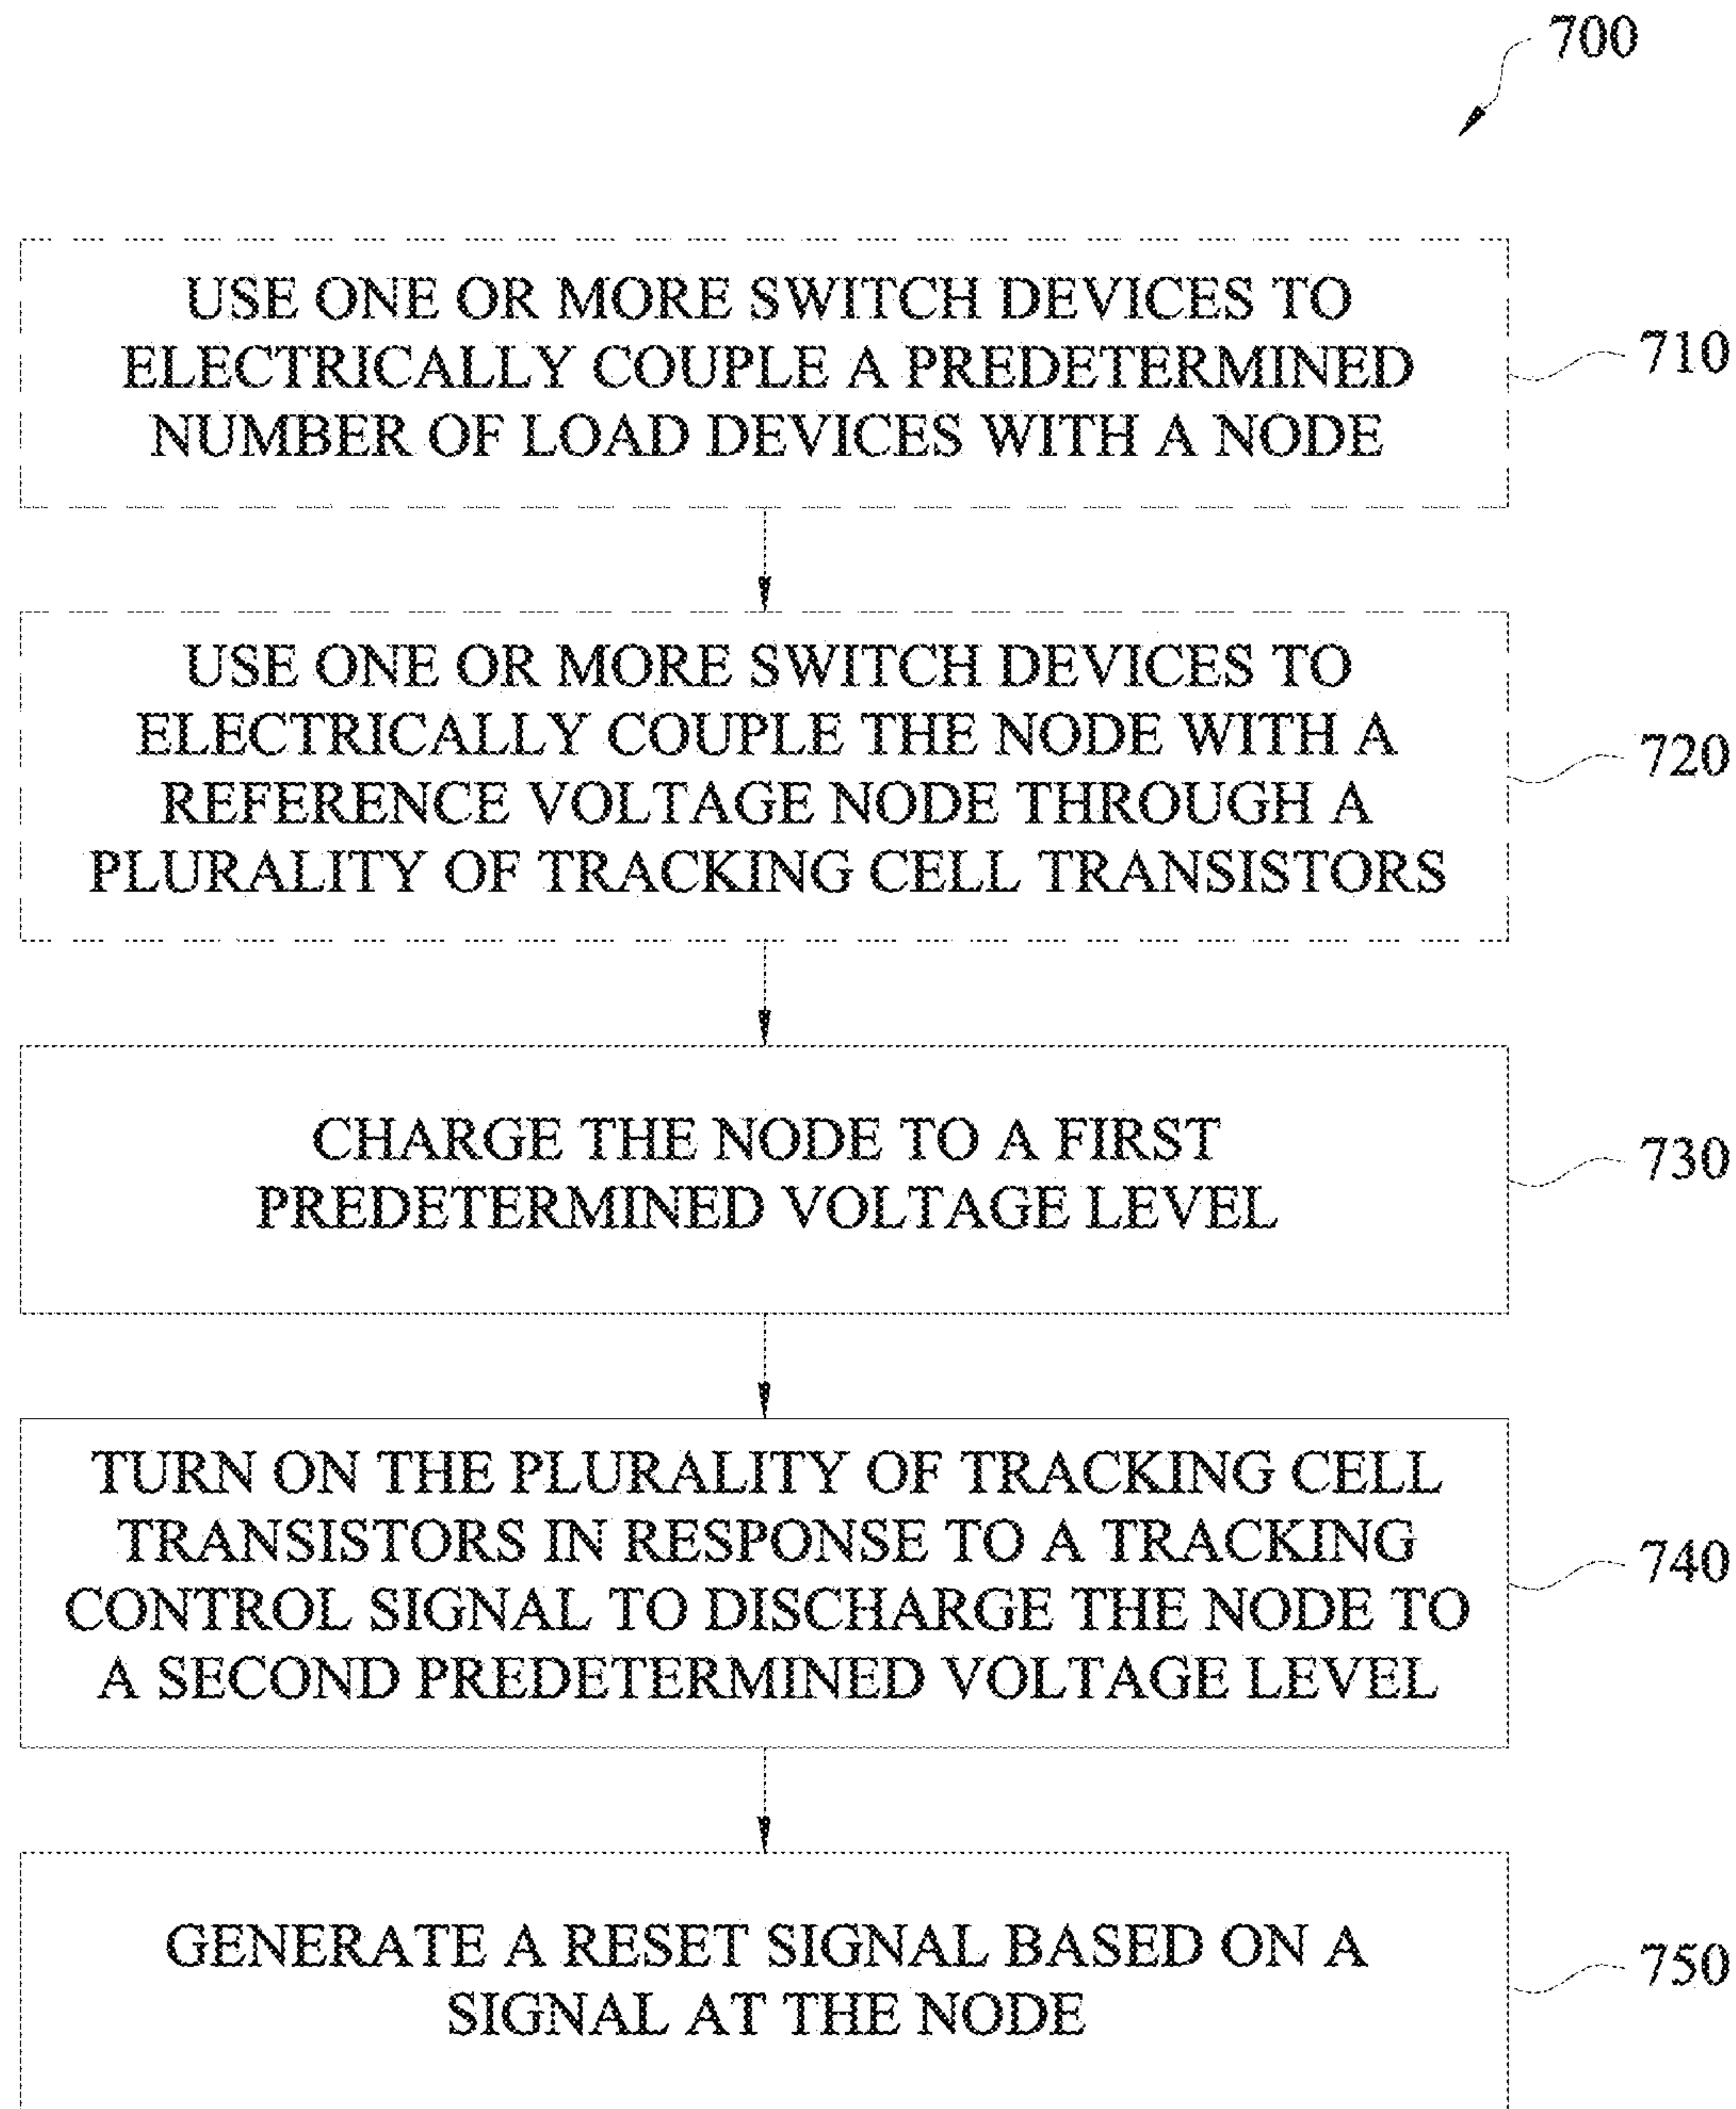 700
USE ONE OR MORE SWITCH DEVICES TO
ELECTRICALLY COUPLE A PREDETERMINED
NUMBER OF LOAD DEVICES WITH A NODE
710
USE ONE OR MORE SWITCH DEVICES TO
ELECTRICALLY COUPLE THE NODE WITH A
REFERENCE VOLTAGE NODE THROUGH A
PLURALITY OF TRACKING CELL TRANSISTORS
720
CHARGE THE NODE TO A FIRST
PREDETERMINED VOLTAGE LEVEL
730
TURN ON THE PLURALITY OF TRACKING CELL
TRANSISTORS IN RESPONSE TO A TRACKING
CONTROL SIGNAL TO DISCHARGE THE NODE TO
A SECOND PREDETERMINED VOLTAGE LEVEL
740
GENERATE A RESET SIGNAL BASED ON A
SIGNAL AT THE NODE
750